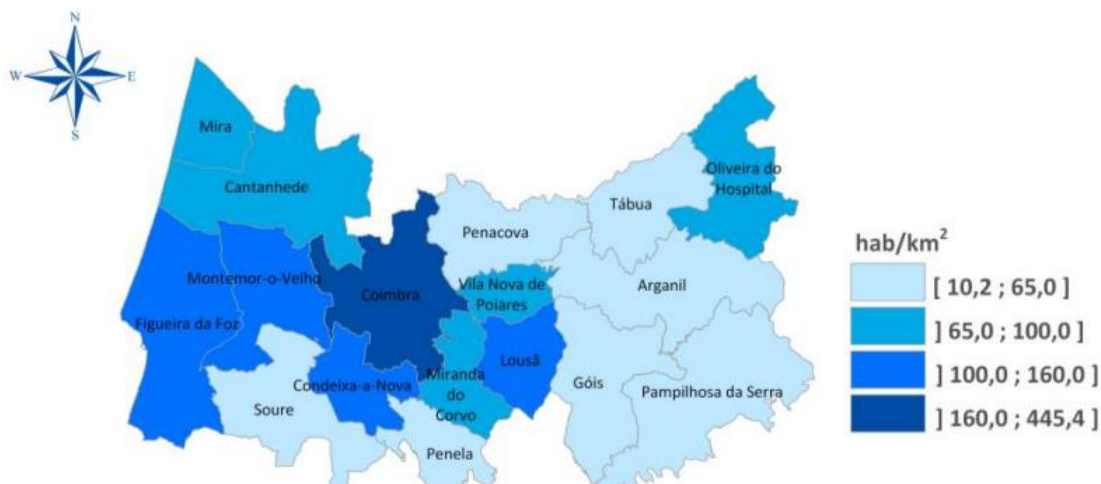 N
W E
S
Mira
Cantanhede
Oliveira do
Hospital
Tábua
Penacova
Montemor-o-Velho
Coimbra
Vila Nova de
Poiares
Arganil
Figueira da Foz
Lousã
Condeixa-a-Nova
Miranda
do
Corvo
Góis
Pampilhosa da Serra
Soure
Penela
hab/km²
[ 10,2 ; 65,0 ]
] 65,0 ; 100,0 ]
] 100,0 ; 160,0 ]
] 160,0 ; 445,4 ]